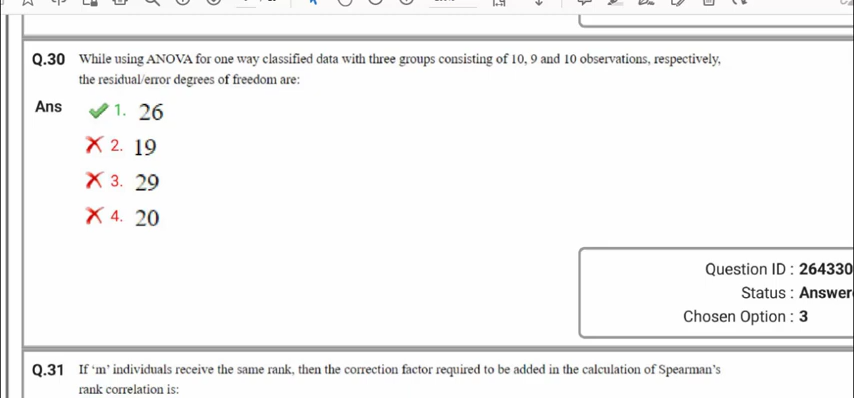 Q.30 While using ANOVA for one way classified data with three groups consisting of 10, 9 and 10 observations, respectively,
the residual/error degrees of freedom are:
Ans 1. 26
2. 19
3. 29
4. 20
Question ID : 264330
Status : Answer
Chosen Option : 3
Q.31 If ‘m’ individuals receive the same rank, then the correction factor required to be added in the calculation of Spearman’s
rank correlation is: